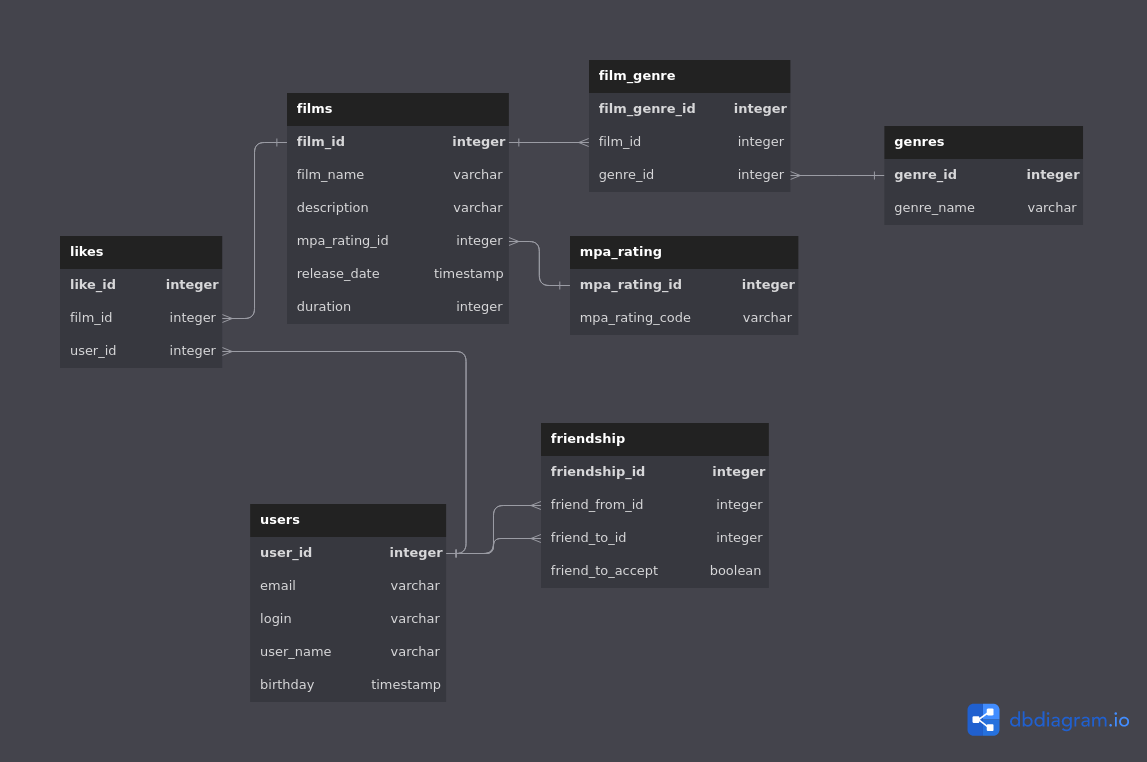 film_genre
film_genre_id integer
film_id integer
genre_id integer
films
film_id integer
film_name varchar
description varchar
mpa_rating_id integer
release_date timestamp
duration integer
genres
genre_id integer
genre_name varchar
likes
like_id integer
film_id integer
user_id integer
mpa_rating
mpa_rating_id integer
mpa_rating_code varchar
friendship
friendship_id integer
friend_from_id integer
friend_to_id integer
friend_to_accept boolean
users
user_id integer
email varchar
login varchar
user_name varchar
birthday timestamp
dbdiagram.io